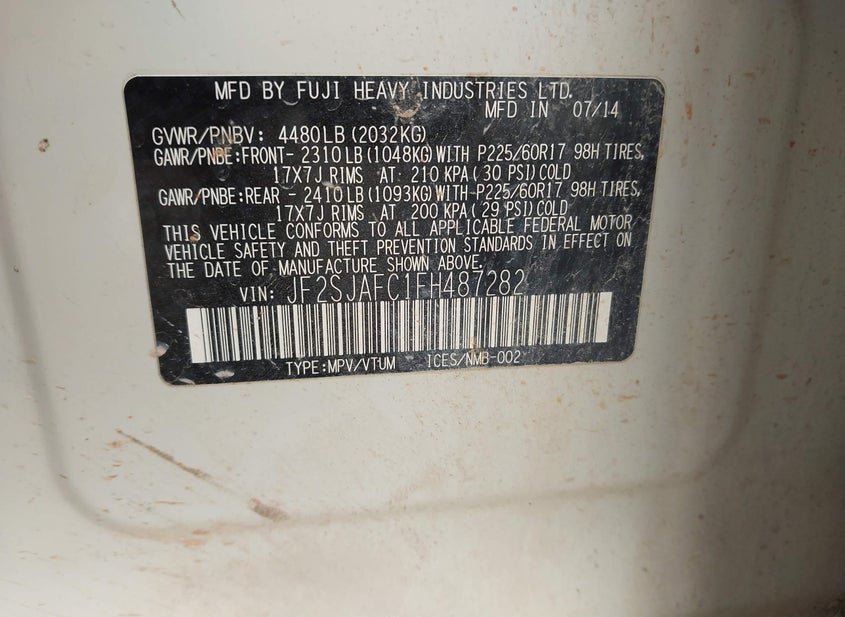 MFD BY FUJI HEAVY INDUSTRIES LTD.
MFD IN 07/14
GVWR/PNBV: 4480LB (2032KG)
GAWR/PNBE:FRONT- 2310LB (1048KG)WITH P225/60R17 98H TIRES,
17X7J RIMS AT 210 KPA( 30 PSI)COLD
GAWR/PNBE:REAR - 2410LB (1093KG)WITH P225/60R17 98H TIRES,
17X7J RIMS AT 200 KPA( 29 PSI)COLD
THIS VEHICLE CONFORMS TO ALL APPLICABLE FEDERAL MOTOR
VEHICLE SAFETY AND THEFT PREVENTION STANDARDS IN EFFECT ON
THE DATE OF MANUFACTURE SHOWN ABOVE.
VIN: JF2SJAFC1FH487282
TYPE:MPV/VTUM ICES/NMB-002